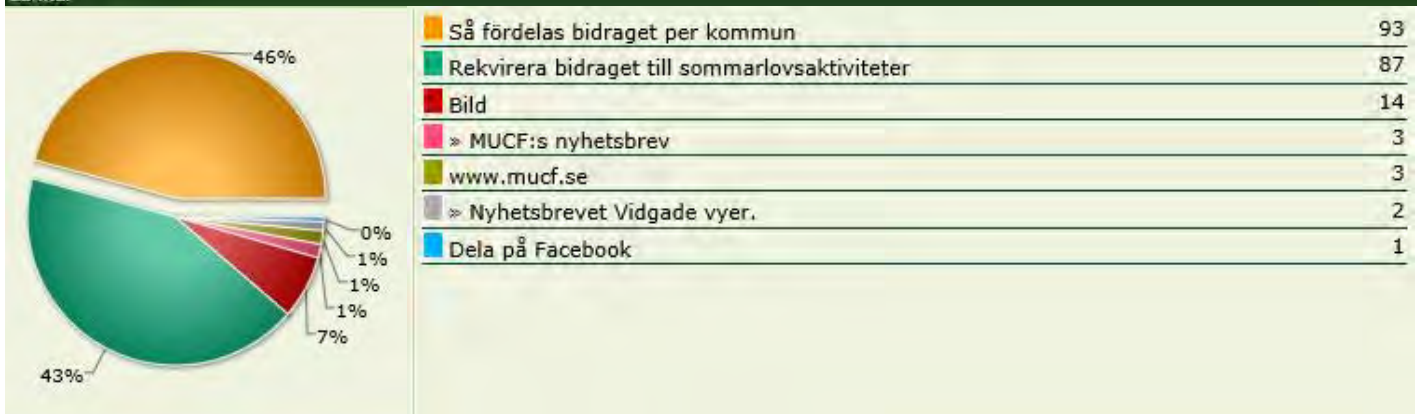 Så fördelas bidraget per kommun 93
Rekvirera bidraget till sommarlovsaktiviteter 87
Bild 14
» MUCF:s nyhetsbrev 3
www.mucf.se 3
» Nyhetsbrevet Vidgade vyer. 2
Dela på Facebook 1
46%
0%
1%
1%
1%
7%
43%